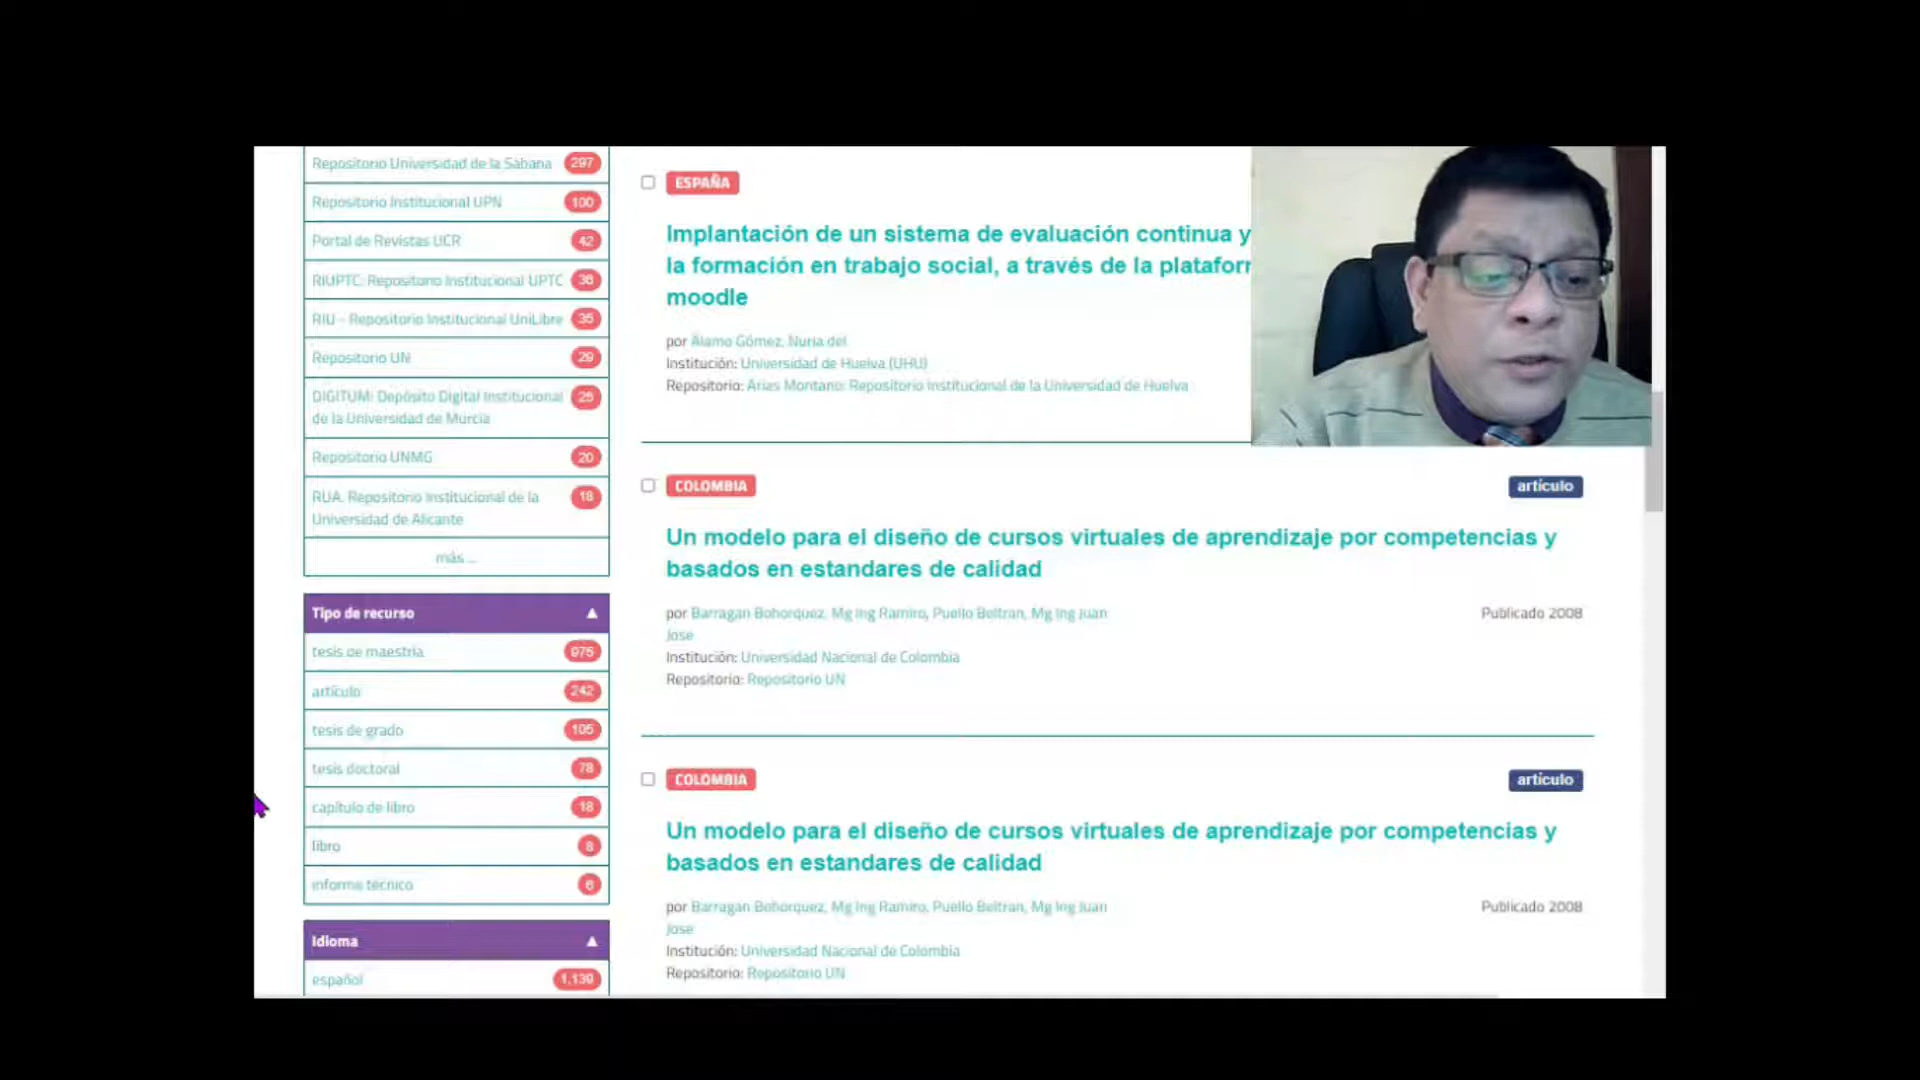 Repositorio Universidad de la Sabana 297
Repositorio Institucional UPN 100
Portal de Revistas UCR 42
RIUPTC: Repositorio Institucional UPTC 36
RIU - Repositorio Institucional UniLibre 35
Repositorio UN 29
DIGITUM: Depósito Digital Institucional 25
de la Universidad de Murcia
Repositorio UNMG 20
RUA. Repositorio Institucional de la 18
Universidad de Alicante
más ...
Tipo de recurso ▲
tesis de maestría 975
artículo 242
tesis de grado 105
tesis doctoral 78
capítulo de libro 18
libro 8
informe técnico 6
Idioma ▲
español 1,139
ESPAÑA
Implantación de un sistema de evaluación continua y
la formación en trabajo social, a través de la platafor
moodle
por Álamo Gómez, Nuria del
Institución: Universidad de Huelva (UHU)
Repositorio: Arias Montano: Repositorio Institucional de la Universidad de Huelva
COLOMBIA artículo
Un modelo para el diseño de cursos virtuales de aprendizaje por competencias y
basados en estandares de calidad
por Barragan Bohorquez, Mg Ing Ramiro, Puello Beltran, Mg Ing Juan Publicado 2008
Jose
Institución: Universidad Nacional de Colombia
Repositorio: Repositorio UN
COLOMBIA artículo
Un modelo para el diseño de cursos virtuales de aprendizaje por competencias y
basados en estandares de calidad
por Barragan Bohorquez, Mg Ing Ramiro, Puello Beltran, Mg Ing Juan Publicado 2008
Jose
Institución: Universidad Nacional de Colombia
Repositorio: Repositorio UN